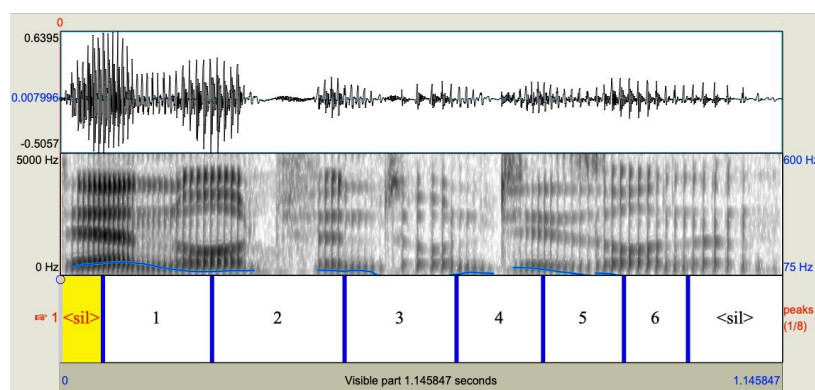 0
0.6395
0.007996
-0.5057
5000 Hz 600 Hz
0 Hz 75 Hz
☞ 1 <sil> 1 2 3 4 5 6 <sil> peaks
(1/8)
0 Visible part 1.145847 seconds 1.145847